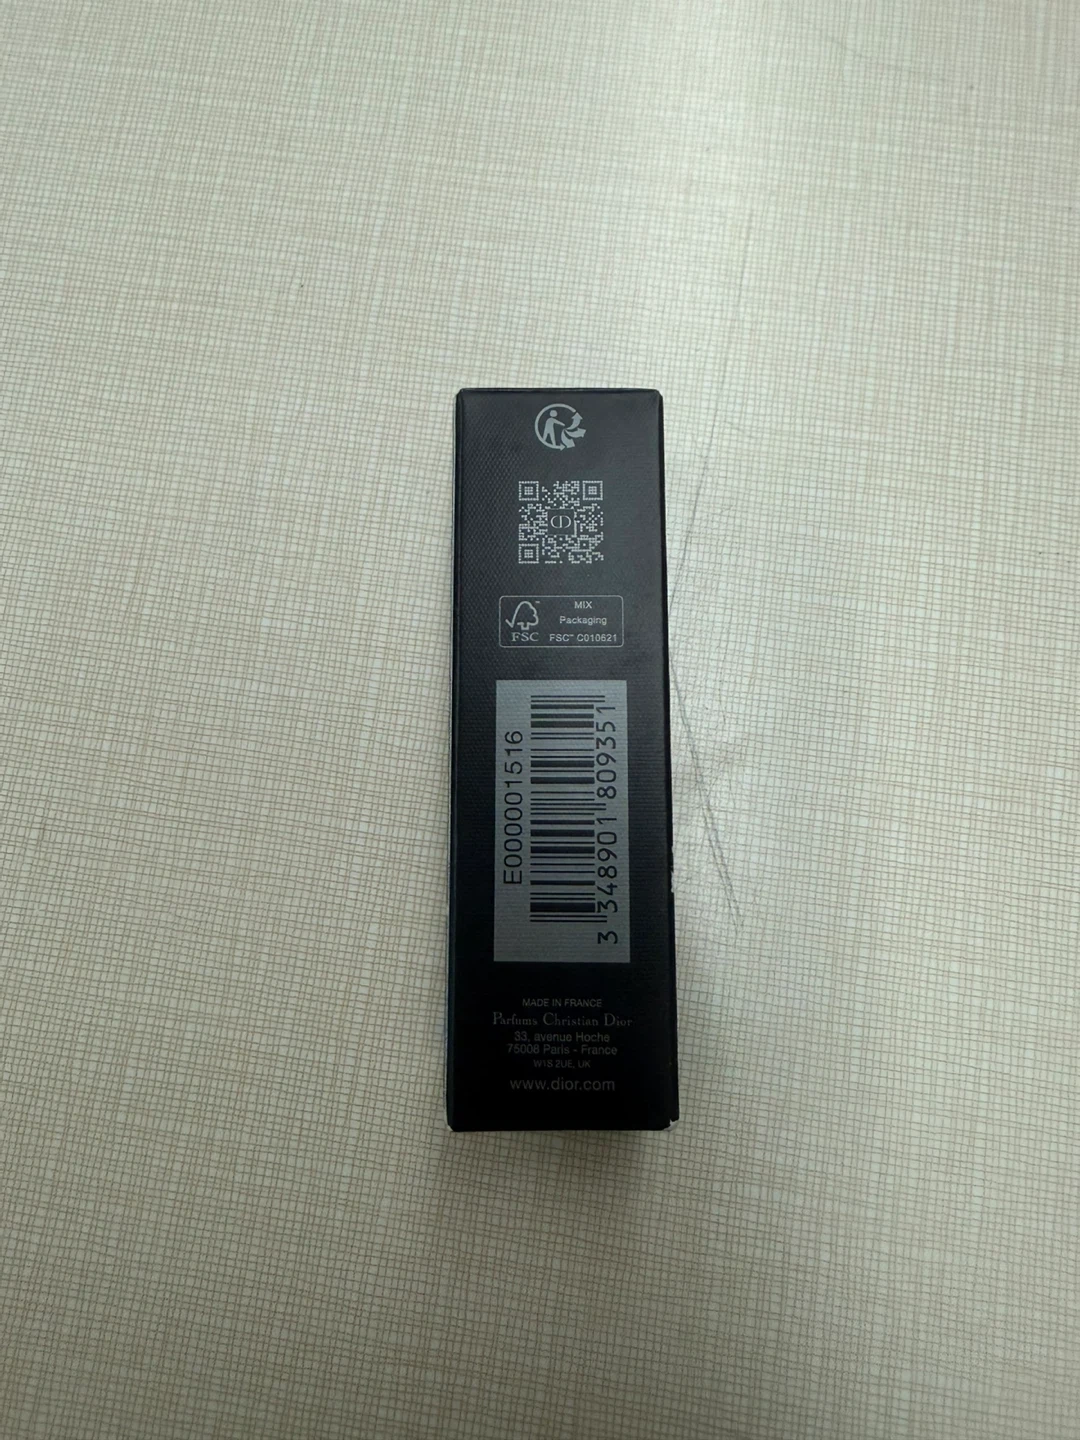 CD
MIX
Packaging
FSC™ C010621
FSC
E000001516
3 348901 809351
MADE IN FRANCE
Parfums Christian Dior
33, avenue Hoche
75008 Paris - France
W1S 2UE, UK
www.dior.com